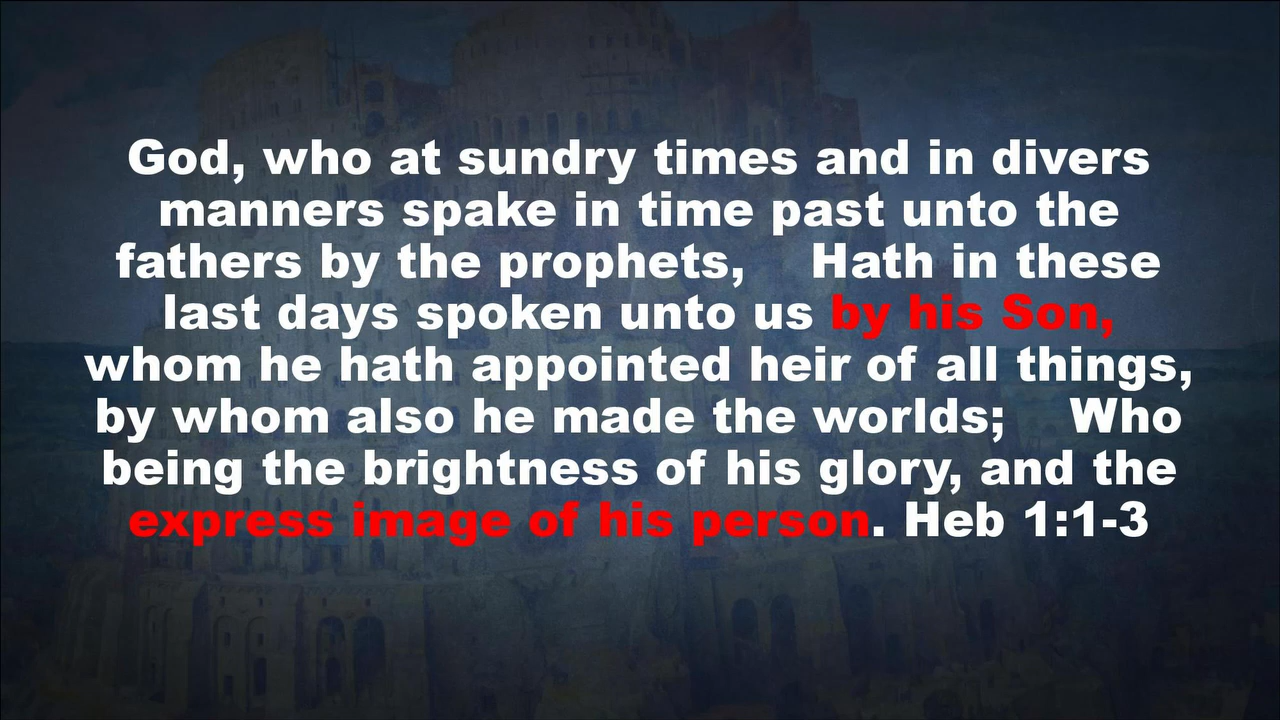 God, who at sundry times and in divers
manners spake in time past unto the
fathers by the prophets, Hath in these
last days spoken unto us by his Son,
whom he hath appointed heir of all things,
by whom also he made the worlds; Who
being the brightness of his glory, and the
express image of his person. Heb 1:1-3